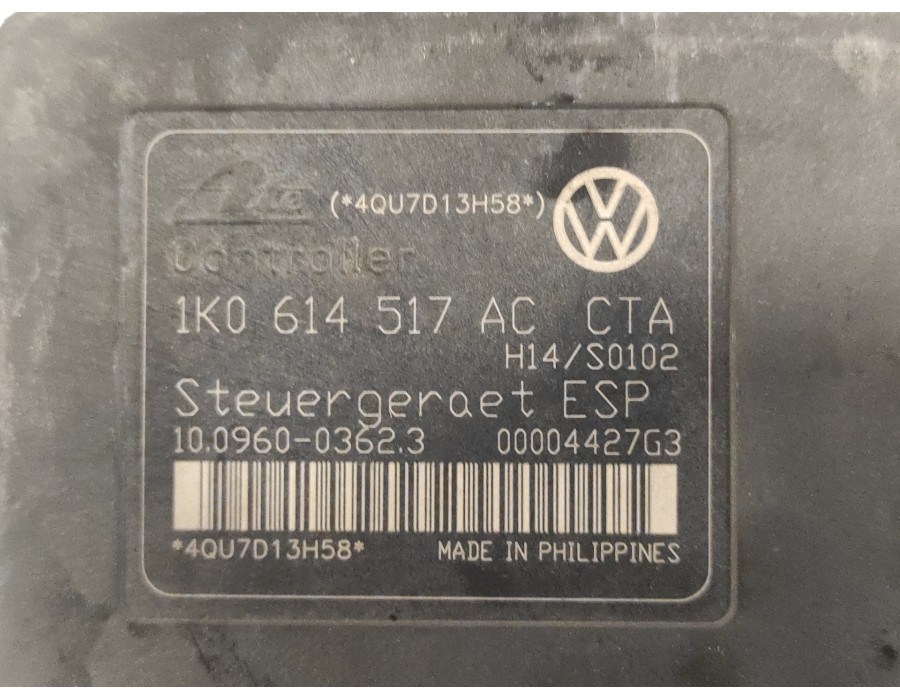 Ate (*4QU7D13H58*)
Controller
1K0 614 517 AC CTA
H14/S0102
Steuergeraet ESP
10.0960-0362.3 00004427G3
*4QU7D13H58* MADE IN PHILIPPINES